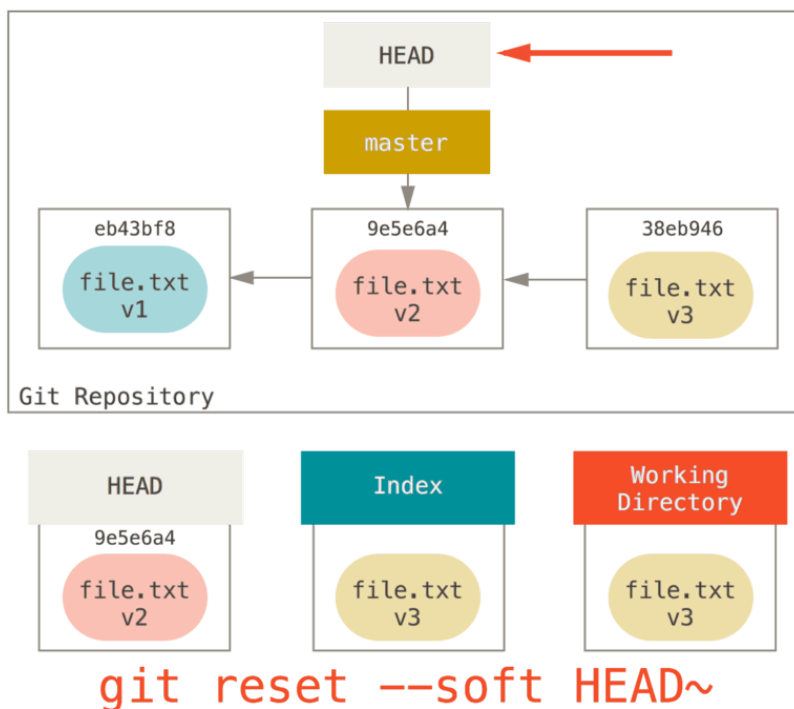 HEAD
master
eb43bf8
9e5e6a4
38eb946
file.txt
v1
file.txt
v2
file.txt
v3
Git Repository
HEAD
Index
Working
Directory
9e5e6a4
file.txt
v2
file.txt
v3
file.txt
v3
git reset --soft HEAD~